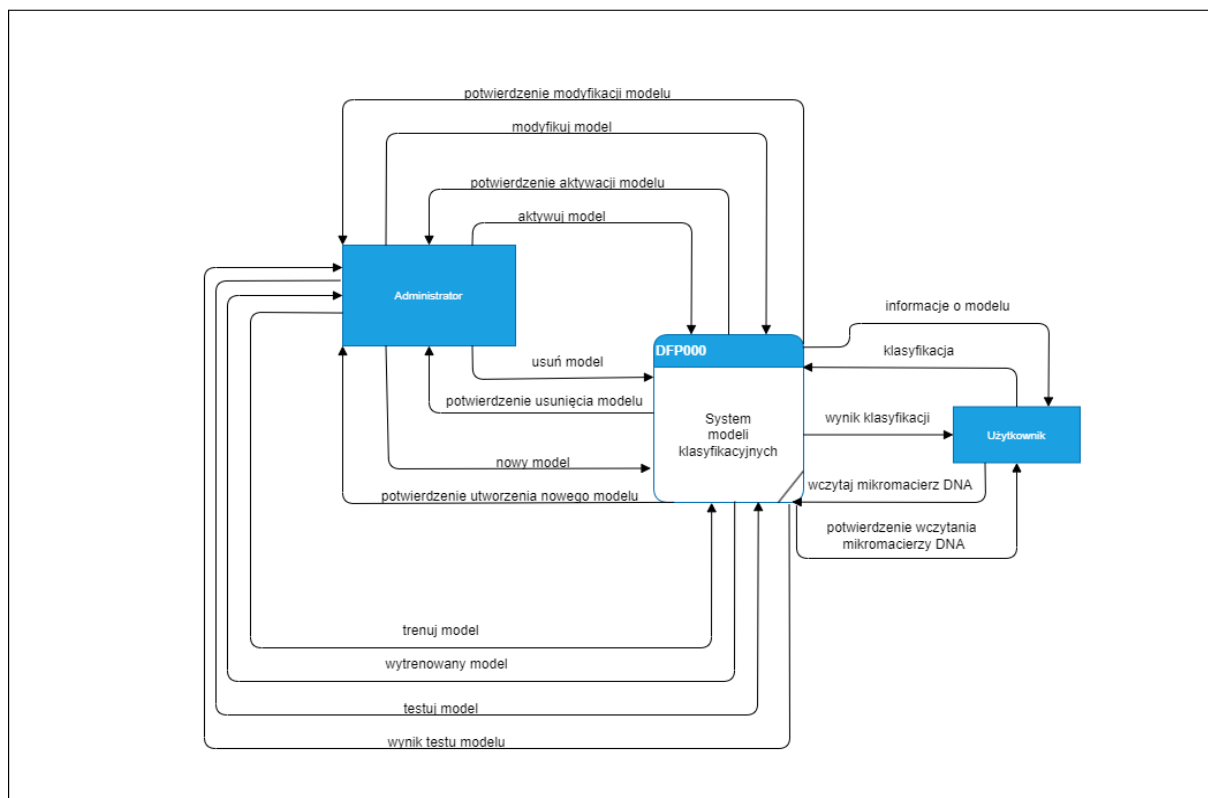 potwierdzenie modyfikacji modelu
modyfikuj model
potwierdzenie aktywacji modelu
aktywuj model
Administrator
informacje o modelu
DFP000
klasyfikacja
usuń model
potwierdzenie usunięcia modelu
System
modeli
klasyfikacyjnych
wynik klasyfikacji
Użytkownik
nowy model
wczytaj mikromacierz DNA
potwierdzenie utworzenia nowego modelu
potwierdzenie wczytania
mikromacierzy DNA
trenuj model
wytrenowany model
testuj model
wynik testu modelu